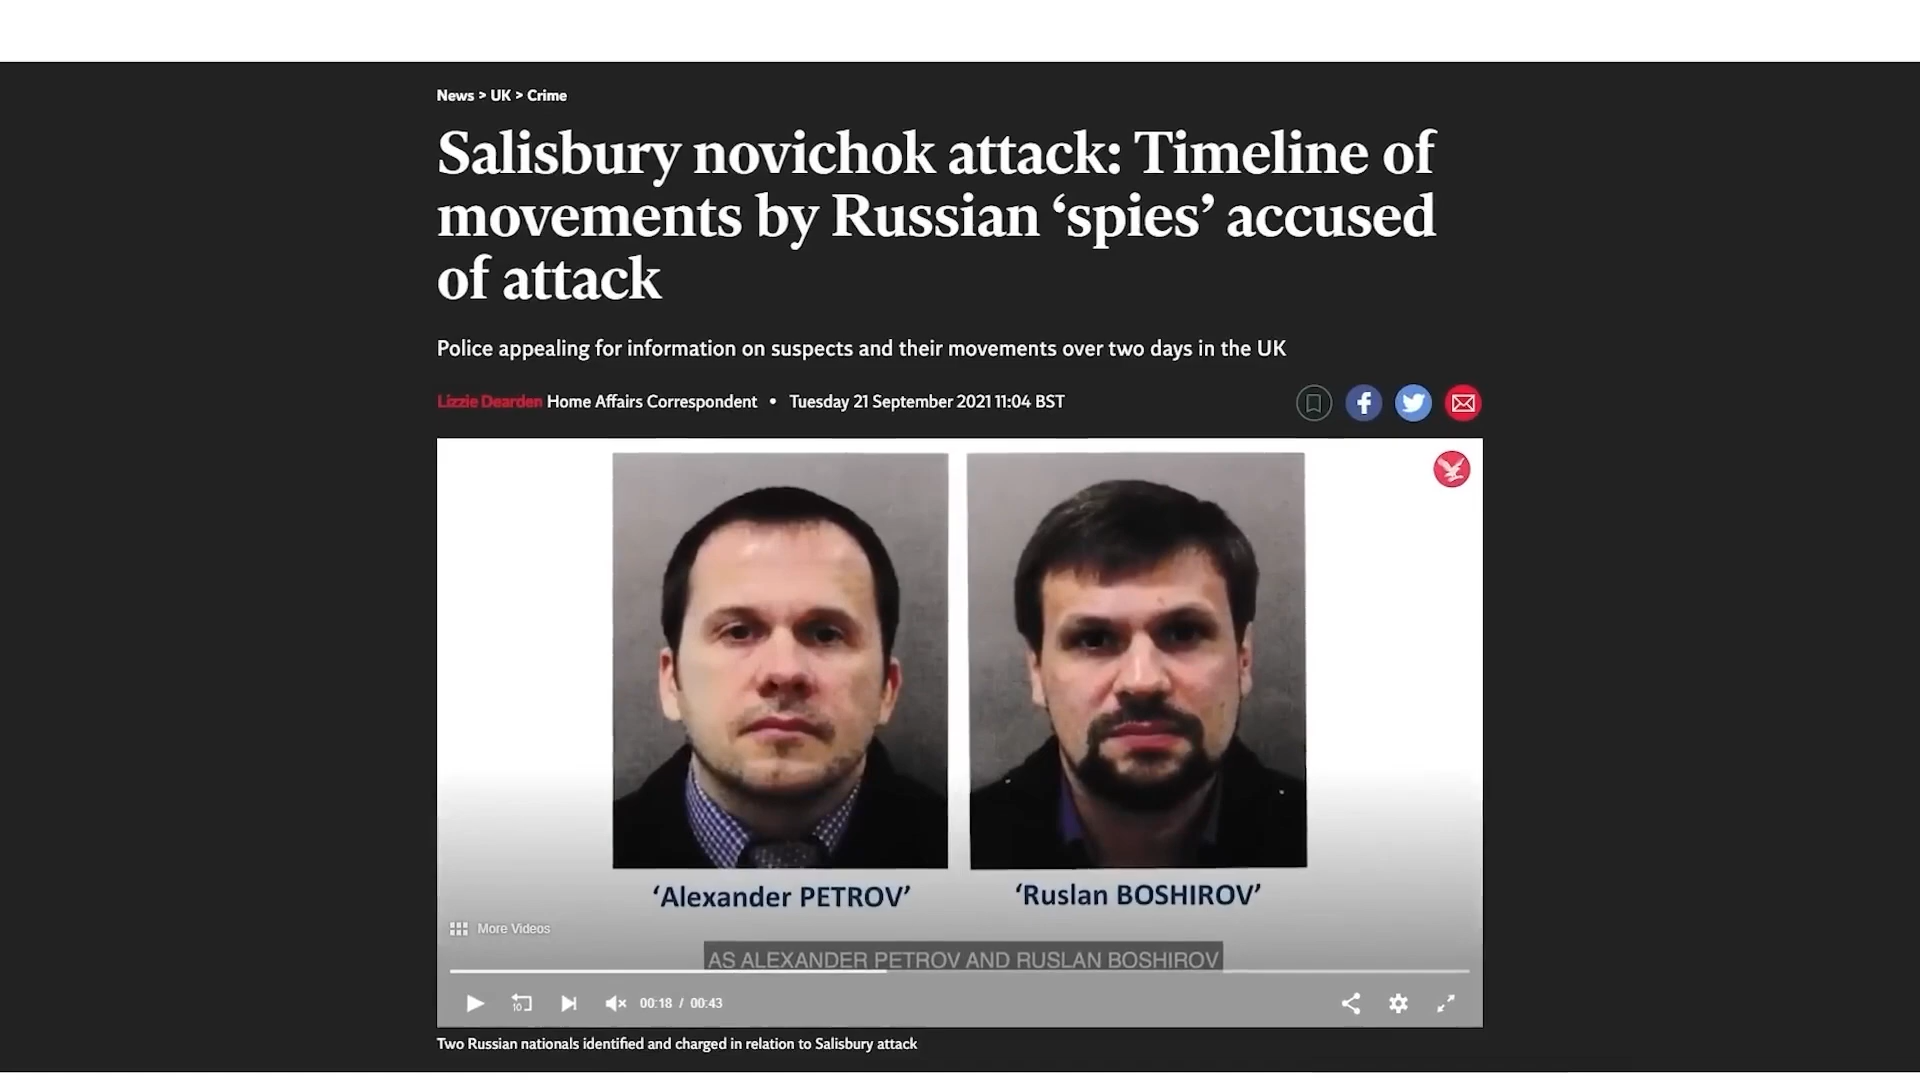 News > UK > Crime
Salisbury novichok attack: Timeline of
movements by Russian ‘spies’ accused
of attack
Police appealing for information on suspects and their movements over two days in the UK
Lizzie Dearden Home Affairs Correspondent • Tuesday 21 September 2021 11:04 BST
‘Alexander PETROV’ ‘Ruslan BOSHIROV’
More Videos
AS ALEXANDER PETROV AND RUSLAN BOSHIROV
10 00:18 / 00:43
Two Russian nationals identified and charged in relation to Salisbury attack